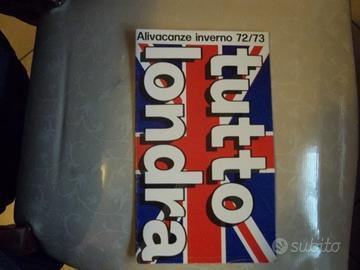 Alivacanze inverno 72/73
tutto
londra
subito